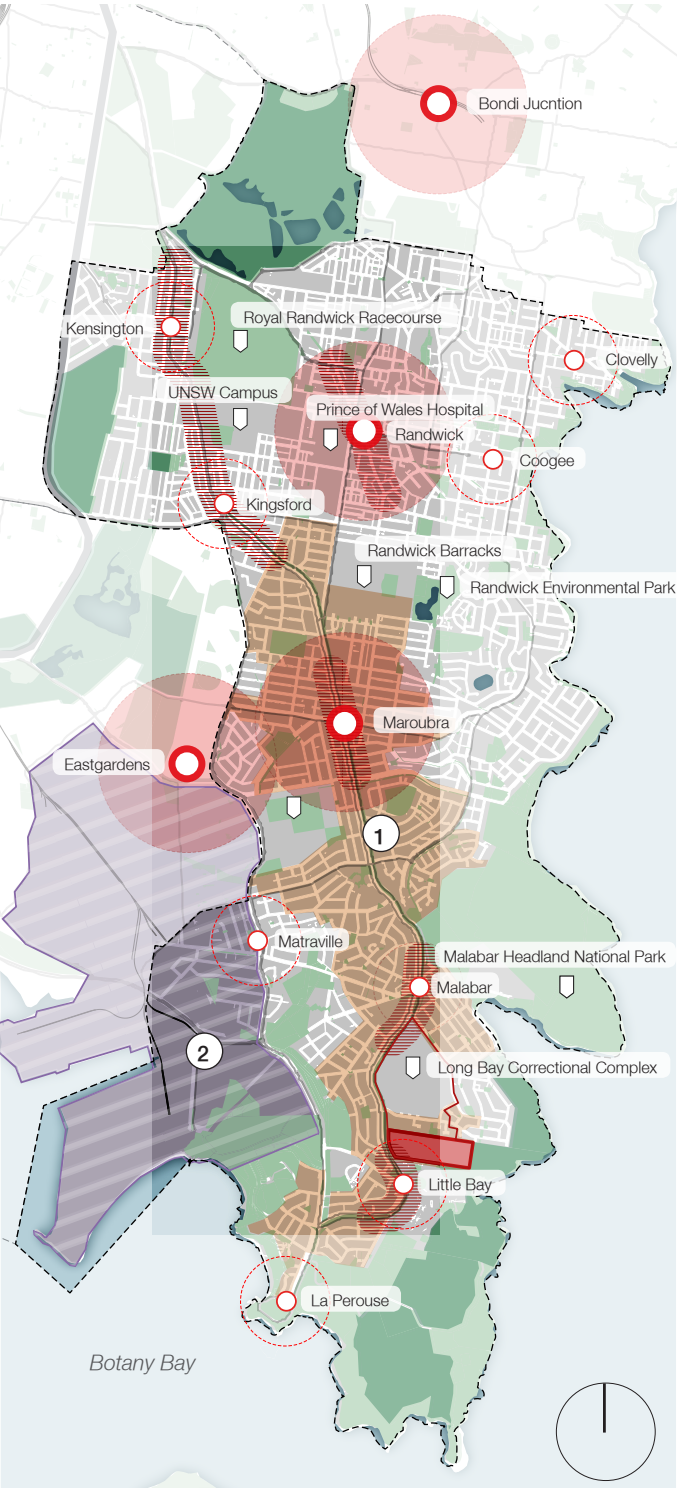 Bondi Jucntion
Royal Randwick Racecourse
Kensington
Clovelly
UNSW Campus
Prince of Wales Hospital
Randwick
Coogee
Kingsford
Randwick Barracks
Randwick Environmental Park
Maroubra
Eastgardens
1
Matraville
Malabar Headland National Park
Malabar
2
Long Bay Correctional Complex
Little Bay
La Perouse
Botany Bay